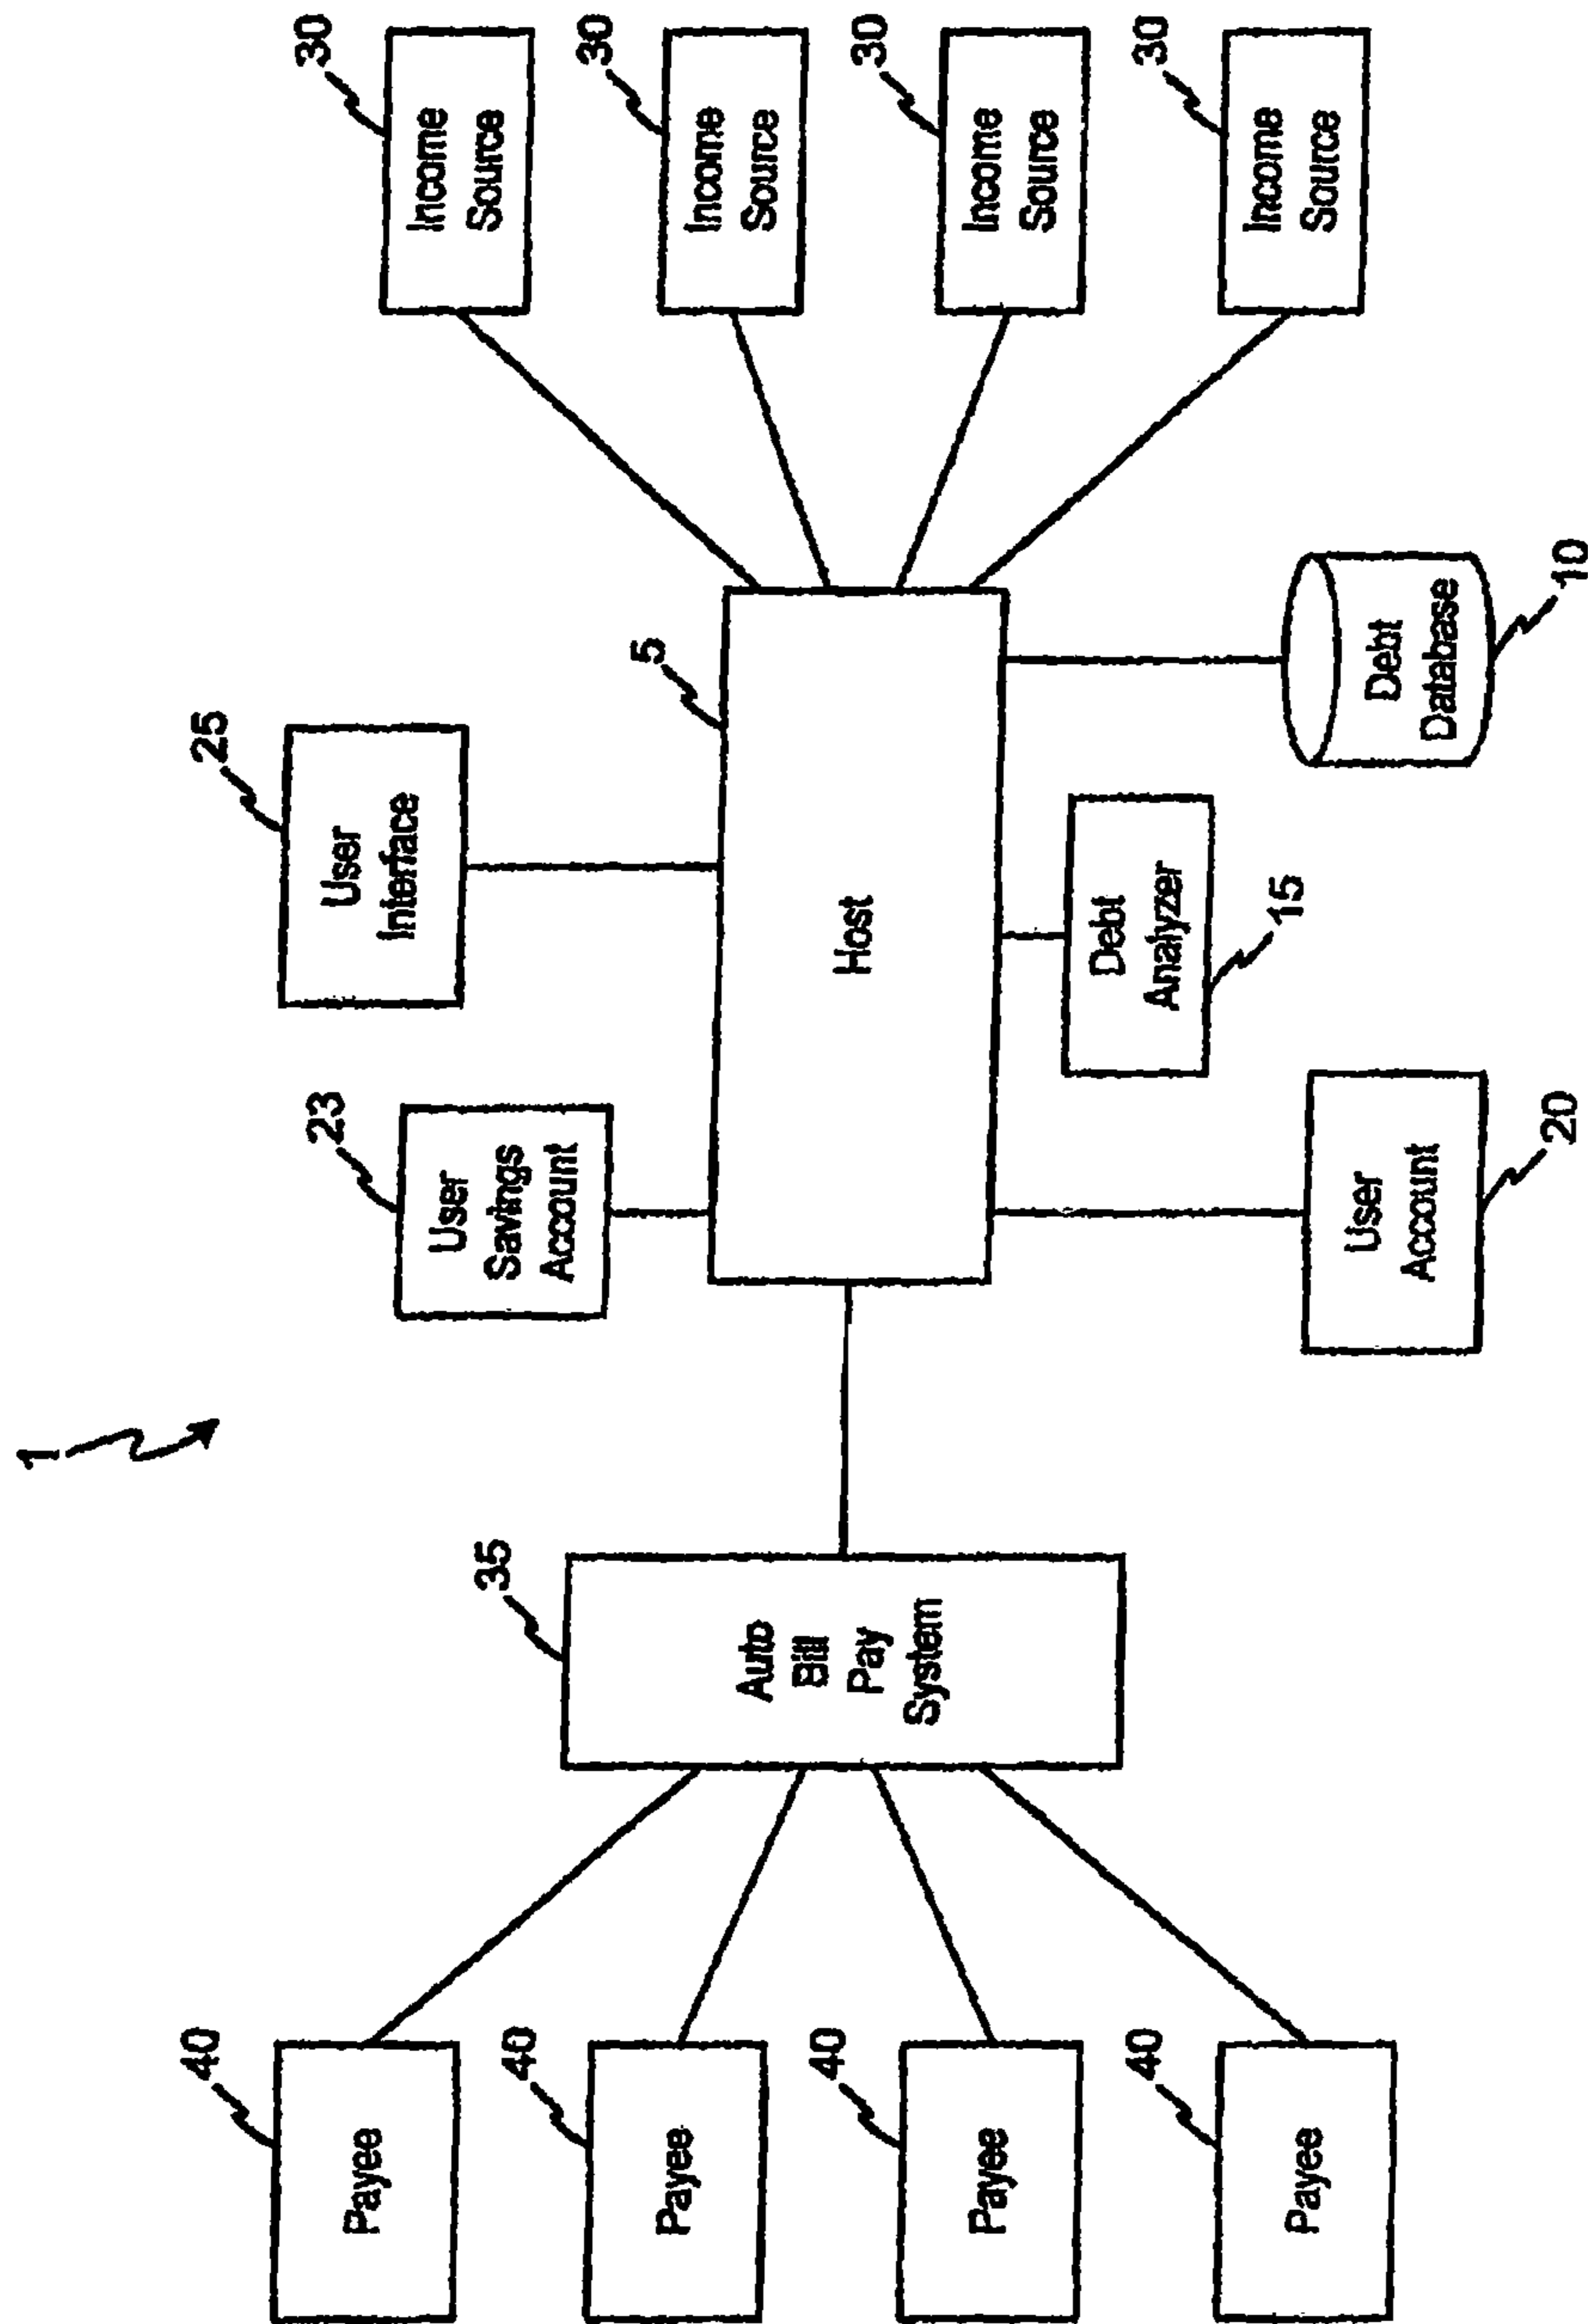 1
40
Payee
40
Payee
40
Payee
40
Payee
35
Auto
Bill
Pay
System
23
User
Savings
Account
25
User
Interface
5
Host
User
Account
20
Debt
Analyzer
15
Debt
Database
10
30
Income
Source
30
Income
Source
30
Income
Source
30
Income
Source